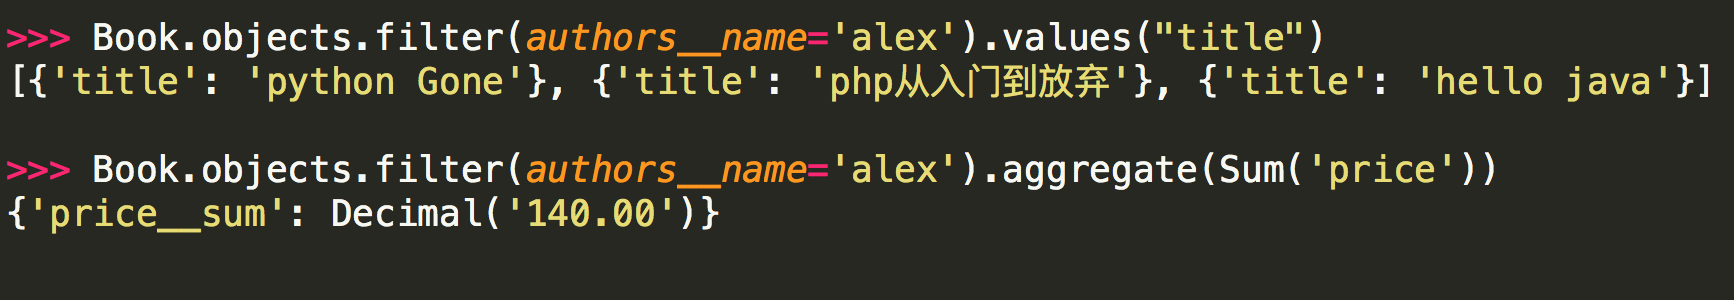 >>> Book.objects.filter(authors__name='alex').values("title")
[{'title': 'python Gone'}, {'title': 'php从入门到放弃'}, {'title': 'hello java'}]
>>> Book.objects.filter(authors__name='alex').aggregate(Sum('price'))
{'price__sum': Decimal('140.00')}